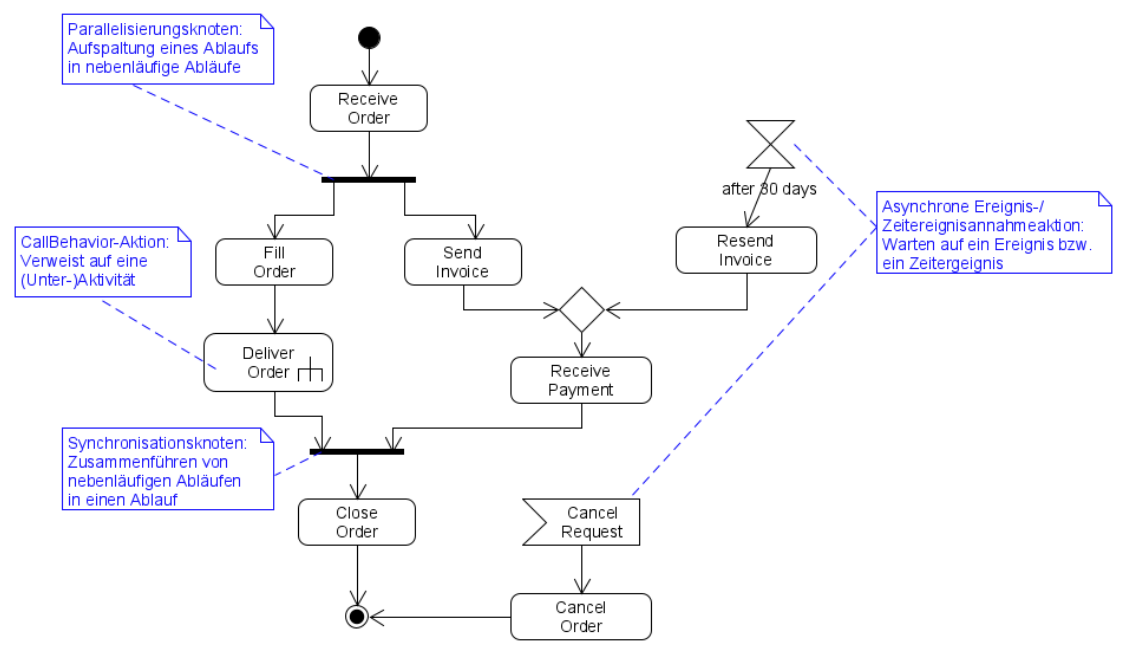 Parallelisierungsknoten:
Aufspaltung eines Ablaufs
in nebenläufige Abläufe
Receive
Order
after 30 days
Asynchrone Ereignis-/
Zeitereignisannahmeaktion:
Warten auf ein Ereignis bzw.
ein Zeitergeignis
CallBehavior-Aktion:
Verweist auf eine
(Unter-)Aktivität
Fill
Order
Send
Invoice
Resend
Invoice
Deliver
Order
Receive
Payment
Synchronisationsknoten:
Zusammenführen von
nebenläufigen Abläufen
in einen Ablauf
Close
Order
Cancel
Request
Cancel
Order